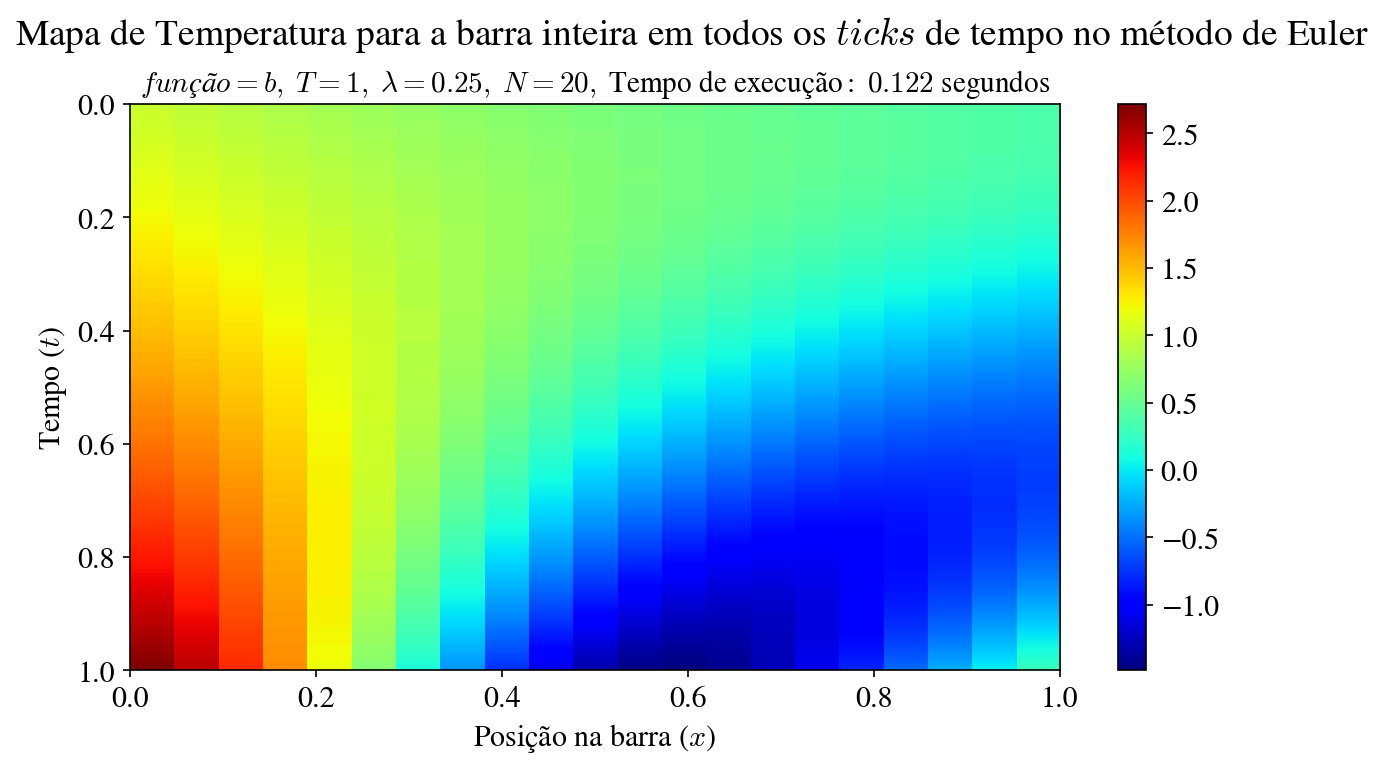 Mapa de Temperatura para a barra inteira em todos os ticks de tempo no método de Euler
função = b, T = 1, λ = 0.25, N = 20, Tempo de execução: 0.122 segundos
0.0
0.2
0.4
0.6
0.8
1.0
Tempo (t)
0.0 0.2 0.4 0.6 0.8 1.0
Posição na barra (x)
2.5
2.0
1.5
1.0
0.5
0.0
−0.5
−1.0